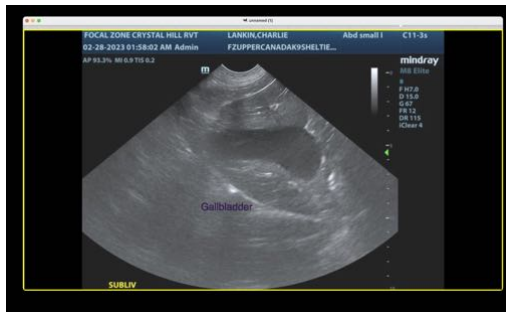 unnamed (1)
FOCAL ZONE CRYSTAL HILL RVT LANKIN,CHARLIE Abd small I C11-3s
02-28-2023 01:58:02 AM Admin FZUPPERCANADAK9SHELTIE...
AP 93.3% MI 0.9 TIS 0.2
mindray
M8 Elite
m
F H7.0
D 15.0
G 67
FR 12
DR 115
iClear 4
Gallbladder
SUBLIV